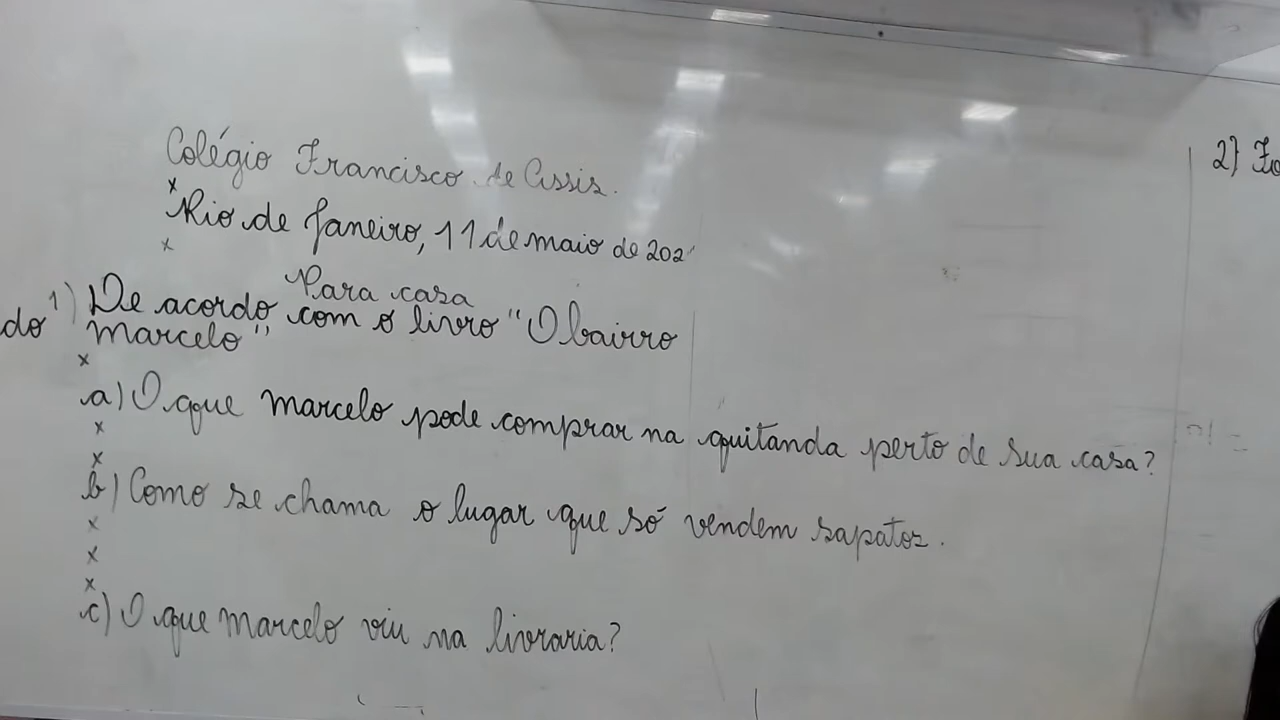 Colégio Francisco de Assis.
x
Rio de Janeiro, 11 de maio de 202
x
Para casa
1) De acordo com o livro "O bairro
do Marcelo"
x
a) O que Marcelo pode comprar na quitanda perto de sua casa?
x
x
b) Como se chama o lugar que só vendem sapatos.
x
x
x
c) O que Marcelo viu na livraria?
2)